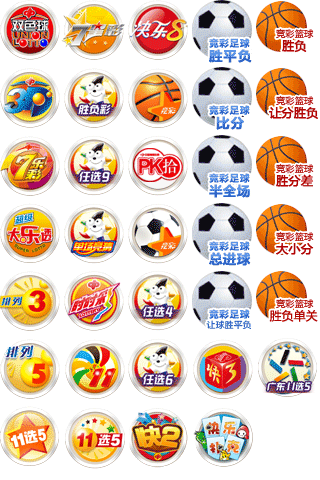 双色球
UNION
LOTTO
快乐8
竞彩足球
胜平负
竞彩篮球
胜负
3D
胜负彩
竞彩足球
比分
竞彩篮球
让分胜负
7乐彩
任选9
PK拾
竞彩足球
半全场
竞彩篮球
胜分差
超级
大乐透
单场竞猜
足彩
竞彩足球
总进球
竞彩篮球
大小分
排列3
时时彩
任选4
竞彩足球
让球胜平负
竞彩篮球
胜负单关
排列
5
任选6
快3
广东11选5
11选5
11选5
快2
快乐
扑克